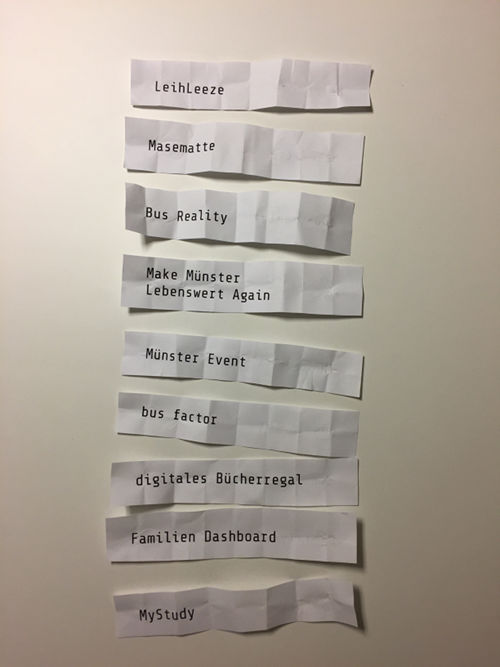 LeihLeeze
Masematte
Bus Reality
Make Münster
Lebenswert Again
Münster Event
bus factor
digitales Bücherregal
Familien Dashboard
MyStudy